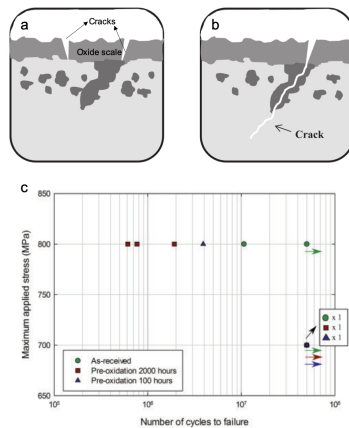 a
Cracks
Oxide scale
b
Crack
c
Maximum applied stress (MPa)
850
800
750
700
650
x 1
x 1
x 1
As-received
Pre-oxidation 2000 hours
Pre-oxidation 100 hours
10⁵
10⁶
10⁷
10⁸
Number of cycles to failure